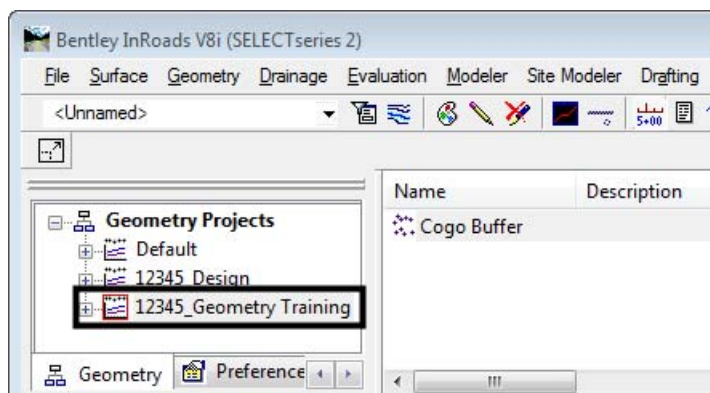 Bentley InRoads V8i (SELECTseries 2)
File Surface Geometry Drainage Evaluation Modeler Site Modeler Drafting
<Unnamed>
5+00
Name Description
Geometry Projects
Cogo Buffer
Default
12345_Design
12345_Geometry Training
Geometry Preference